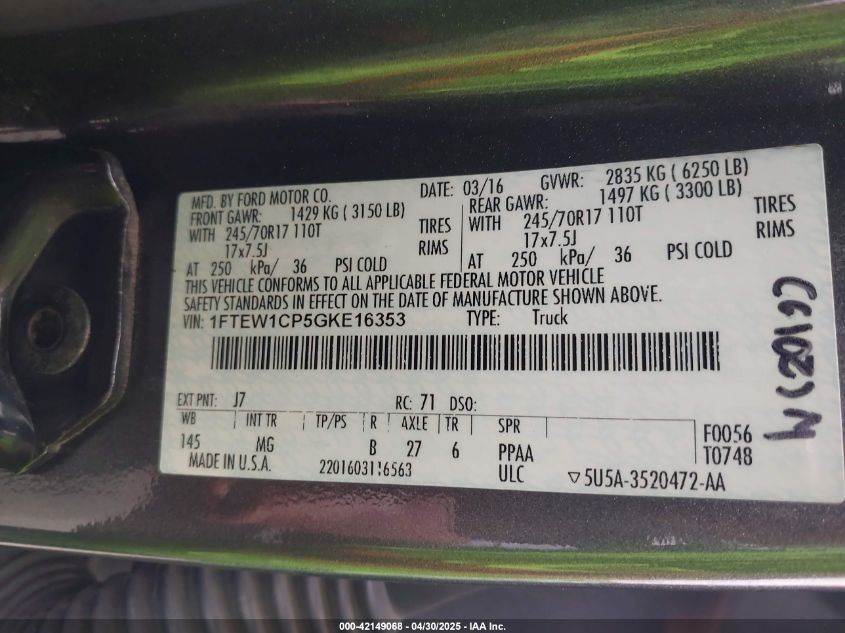 MFD. BY FORD MOTOR CO. DATE: 03/16 GVWR: 2835 KG ( 6250 LB)
FRONT GAWR: 1429 KG ( 3150 LB) REAR GAWR: 1497 KG ( 3300 LB)
WITH 245/70R17 110T TIRES WITH 245/70R17 110T TIRES
17x7.5J RIMS 17x7.5J RIMS
AT 250 kPa/ 36 PSI COLD AT 250 kPa/ 36 PSI COLD
THIS VEHICLE CONFORMS TO ALL APPLICABLE FEDERAL MOTOR VEHICLE
SAFETY STANDARDS IN EFFECT ON THE DATE OF MANUFACTURE SHOWN ABOVE.
VIN: 1FTEW1CP5GKE16353 TYPE: Truck
EXT PNT: J7 RC: 71 DSO:
WB INT TR TP/PS R AXLE TR SPR
145 MG B 27 6 PPAA
F0056
T0748
MADE IN U.S.A. ULC
▽5U5A-3520472-AA
000-42149068 - 04/30/2025 - IAA Inc.